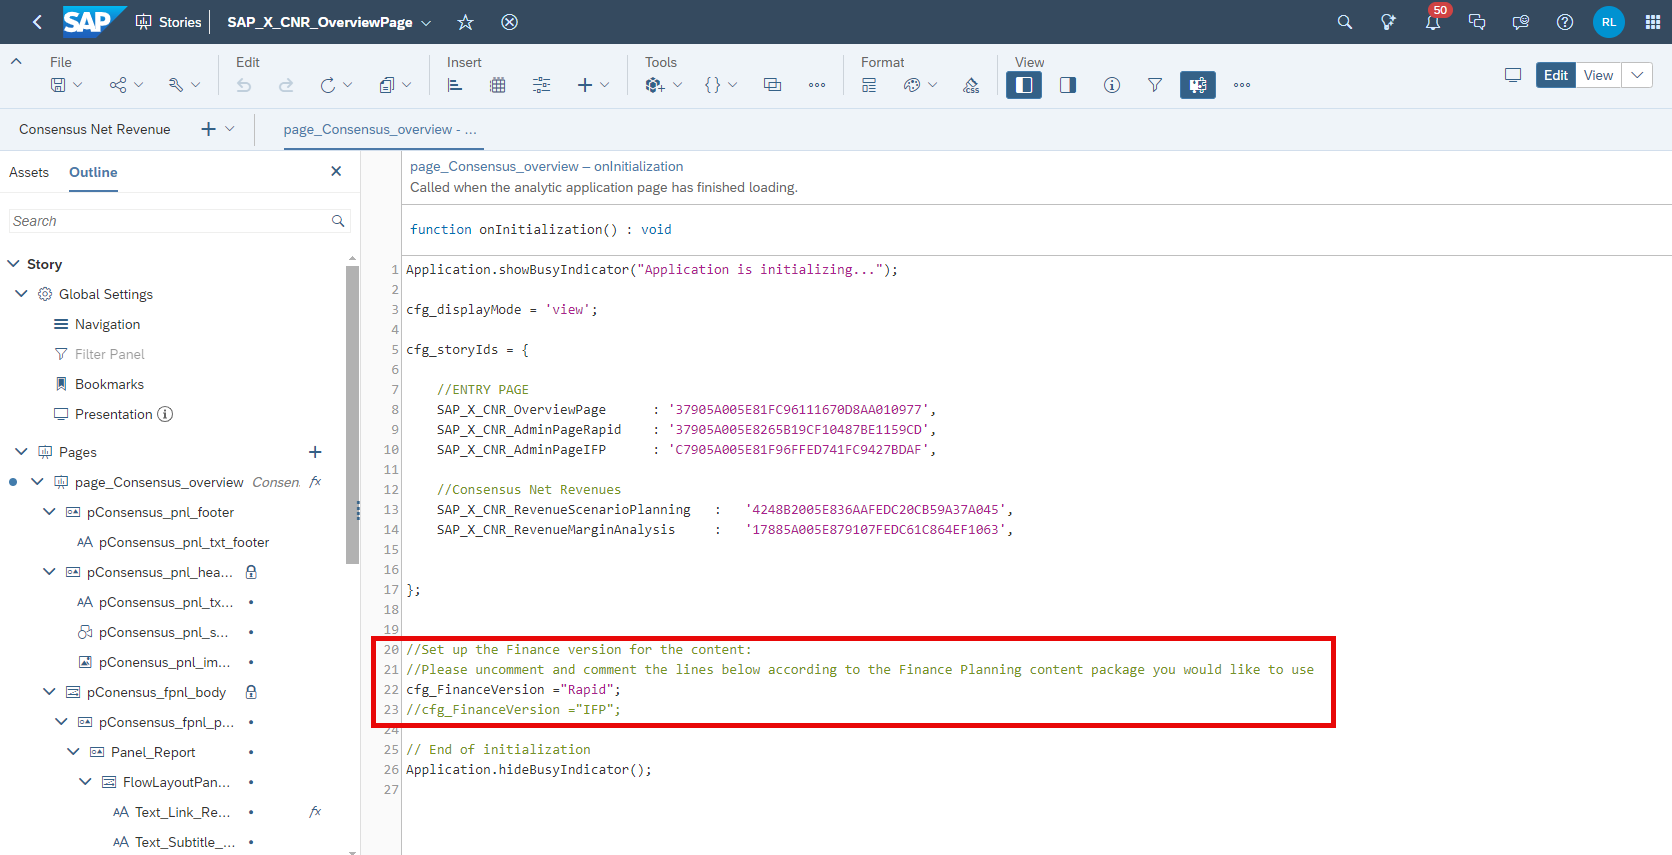 SAP Stories SAP_X_CNR_OverviewPage 50 RL
File Edit Insert Tools Format View
CSS Edit View
Consensus Net Revenue page_Consensus_overview - ...
Assets Outline
Search
Story
Global Settings
Navigation
Filter Panel
Bookmarks
Presentation
Pages
page_Consensus_overview Consen fx
pConsensus_pnl_footer
AA pConsensus_pnl_txt_footer
pConsensus_pnl_hea...
AA pConsensus_pnl_tx...
pConsensus_pnl_s...
pConensus_pnl_im...
pConensus_fpnl_body
pConsensus_fpnl_p...
Panel_Report
FlowLayoutPan...
AA Text_Link_Re... fx
AA Text_Subtitle_...
page_Consensus_overview – onInitialization
Called when the analytic application page has finished loading.
function onInitialization() : void
1 Application.showBusyIndicator("Application is initializing...");
2
3 cfg_displayMode = 'view';
4
5 cfg_storyIds = {
6
7 //ENTRY PAGE
8 SAP_X_CNR_OverviewPage : '37905A005E81FC96111670D8AA010977',
9 SAP_X_CNR_AdminPageRapid : '37905A005E8265B19CF10487BE1159CD',
10 SAP_X_CNR_AdminPageIFP : 'C7905A005E81F96FFED741FC9427BDAF',
11
12 //Consensus Net Revenues
13 SAP_X_CNR_RevenueScenarioPlanning : '4248B2005E836AAFEDC20CB59A37A045',
14 SAP_X_CNR_RevenueMarginAnalysis : '17885A005E879107FEDC61C864EF1063',
15
16
17 };
18
19
20 //Set up the Finance version for the content:
21 //Please uncomment and comment the lines below according to the Finance Planning content package you would like to use
22 cfg_FinanceVersion ="Rapid";
23 //cfg_FinanceVersion ="IFP";
24
25 // End of initialization
26 Application.hideBusyIndicator();
27